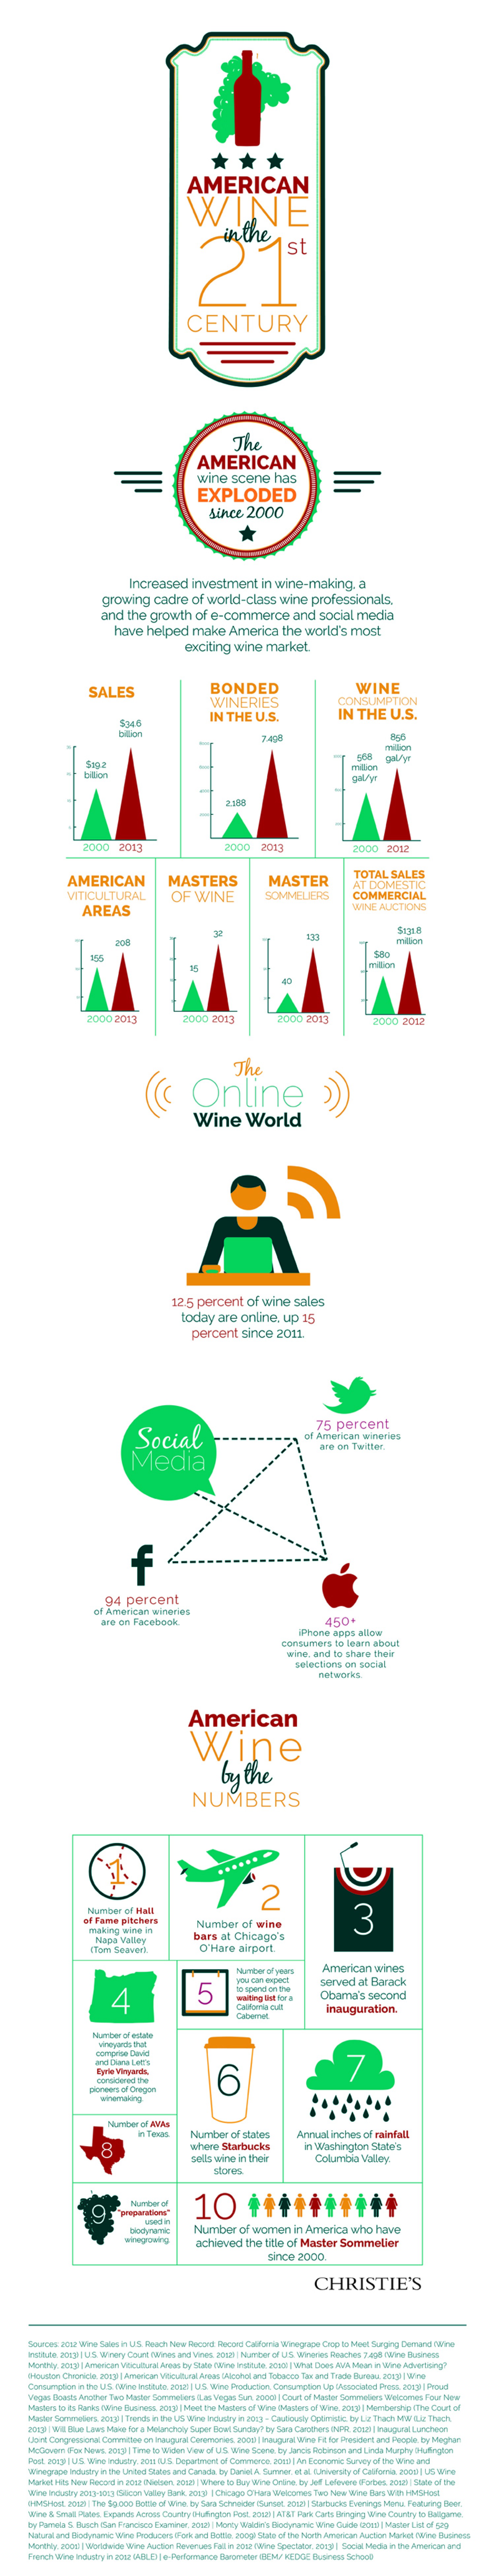 AMERICAN
WINE
in the
21st
CENTURY
The
AMERICAN
wine scene has
EXPLODED
since 2000
Increased investment in wine-making, a
growing cadre of world-class wine professionals,
and the growth of e-commerce and social media
have helped make America the world's most
exciting wine market.
SALES
$34.6
billion
$19.2
billion
2000 2013
BONDED
WINERIES
IN THE U.S.
7,498
2,188
2000 2013
WINE
CONSUMPTION
IN THE U.S.
856
million
gal/yr
568
million
gal/yr
2000 2012
AMERICAN
VITICULTURAL
AREAS
208
155
2000 2013
MASTERS
OF WINE
32
15
2000 2013
MASTER
SOMMELIERS
133
40
2000 2013
TOTAL SALES
AT DOMESTIC
COMMERCIAL
WINE AUCTIONS
$131.8
million
$80
million
2000 2012
The
Online
Wine World
12.5 percent of wine sales
today are online, up 15
percent since 2011.
Social
Media
75 percent
of American wineries
are on Twitter.
94 percent
of American wineries
are on Facebook.
450+
iPhone apps allow
consumers to learn about
wine, and to share their
selections on social
networks.
American
Wine
by the
NUMBERS
1
Number of Hall
of Fame pitchers
making wine in
Napa Valley
(Tom Seaver).
2
Number of wine
bars at Chicago's
O'Hare airport.
3
American wines
served at Barack
Obama's second
inauguration.
4
Number of estate
vineyards that
comprise David
and Diana Lett's
Eyrie Vinyards,
considered the
pioneers of Oregon
winemaking.
5
Number of years
you can expect
to spend on the
waiting list for a
California cult
Cabernet.
6
Number of states
where Starbucks
sells wine in their
stores.
7
Annual inches of rainfall
in Washington State's
Columbia Valley.
Number of AVAs
in Texas.
8
9
Number of
"preparations"
used in
biodynamic
winegrowing.
10
Number of women in America who have
achieved the title of Master Sommelier
since 2000.
CHRISTIE'S
Sources: 2012 Wine Sales in U.S. Reach New Record: Record California Winegrape Crop to Meet Surging Demand (Wine
Institute, 2013) | U.S. Winery Count (Wines and Vines, 2012) | Number of U.S. Wineries Reaches 7,498 (Wine Business
Monthly, 2013) | American Viticultural Areas by State (Wine Institute, 2010) | What Does AVA Mean in Wine Advertising?
(Houston Chronicle, 2013) | American Viticultural Areas (Alcohol and Tobacco Tax and Trade Bureau, 2013) | Wine
Consumption in the U.S. (Wine Institute, 2012) | U.S. Wine Production, Consumption Up (Associated Press, 2013) | Proud
Vegas Boasts Another Two Master Sommeliers (Las Vegas Sun, 2000) | Court of Master Sommeliers Welcomes Four New
Masters to its Ranks (Wine Business, 2013) | Meet the Masters of Wine (Masters of Wine, 2013) | Membership (The Court of
Master Sommeliers, 2013) | Trends in the US Wine Industry in 2013 - Cautiously Optimistic, by Liz Thach MW (Liz Thach,
2013) | Will Blue Laws Make for a Melancholy Super Bowl Sunday? by Sara Carothers (NPR, 2012) | Inaugural Luncheon
(Joint Congressional Committee on Inaugural Ceremonies, 2001) | Inaugural Wine Fit for President and People, by Meghan
McGovern (Fox News, 2013) | Time to Widen View of U.S. Wine Scene, by Jancis Robinson and Linda Murphy (Huffington
Post, 2013) | U.S. Wine Industry, 2011 (U.S. Department of Commerce, 2011) | An Economic Survey of the Wine and
Winegrape Industry in the United States and Canada, by Daniel A. Sumner, et al. (University of California, 2001) | US Wine
Market Hits New Record in 2012 (Nielsen, 2012) | Where to Buy Wine Online, by Jeff Lefevere (Forbes, 2012) | State of the
Wine Industry 2013-1013 (Silicon Valley Bank, 2013) | Chicago O'Hare Welcomes Two New Wine Bars With HMSHost
(HMSHost, 2012) | The $9,000 Bottle of Wine, by Sara Schneider (Sunset, 2012) | Starbucks Evenings Menu, Featuring Beer,
Wine & Small Plates, Expands Across Country (Huffington Post, 2012) | AT&T Park Carts Bringing Wine Country to Ballgame,
by Pamela S. Busch (San Francisco Examiner, 2012) | Monty Waldin's Biodynamic Wine Guide (2011) | Master List of 529
Natural and Biodynamic Wine Producers (Fork and Bottle, 2009) State of the North American Auction Market (Wine Business
Monthly, 2001) | Worldwide Wine Auction Revenues Fall in 2012 (Wine Spectator, 2013) | Social Media in the American and
French Wine Industry in 2012 (ABLE) | e-Performance Barometer (BEM/ KEDGE Business School)